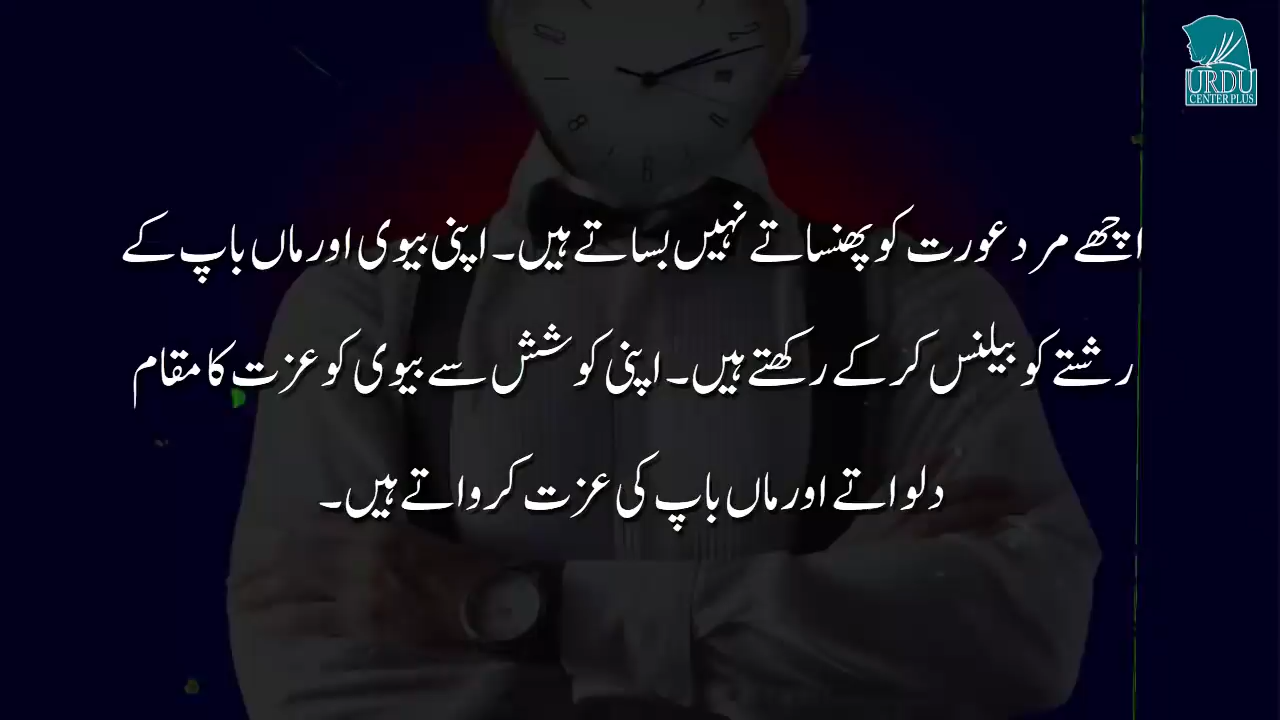 اچھے مرد عورت کو پھنساتے نہیں بساتے ہیں۔ اپنی بیوی اور ماں باپ کے
رشتے کو بیلنس کرکے رکھتے ہیں۔ اپنی کوشش سے بیوی کو عزت کا مقام
دلواتے اور ماں باپ کی عزت کرواتے ہیں۔
URDU
CENTER PLUS
8